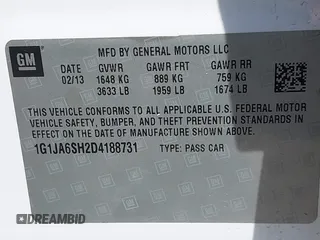 GM
MFD BY GENERAL MOTORS LLC
DATE GVWR GAWR FRT GAWR RR
02/13 1648 KG 889 KG 759 KG
3633 LB 1959 LB 1674 LB
THIS VEHICLE CONFORMS TO ALL APPLICABLE U.S. FEDERAL MOTOR
VEHICLE SAFETY, BUMPER, AND THEFT PREVENTION STANDARDS IN
EFFECT ON THE DATE OF MANUFACTURE SHOWN ABOVE.
1G1JA6SH2D4188731 TYPE: PASS CAR
DREAMBID